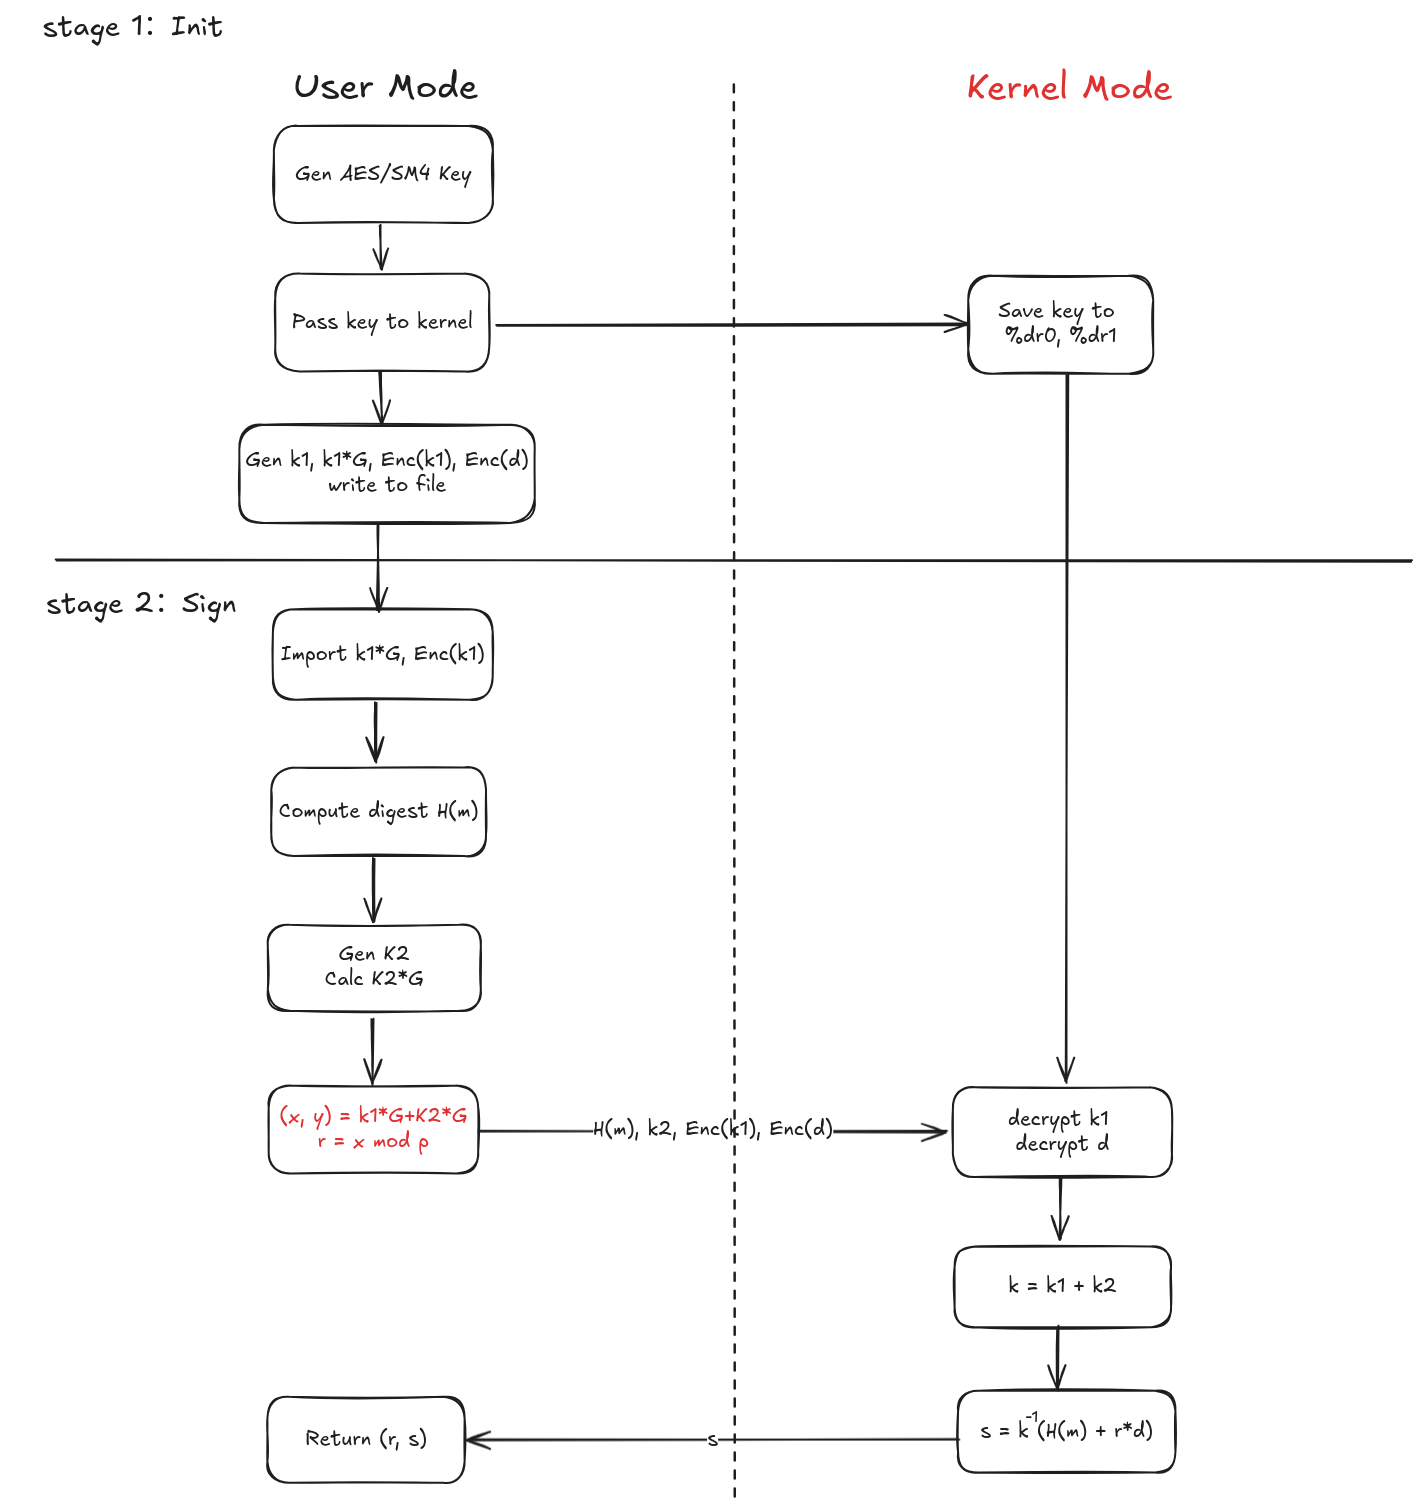 stage 1: Init
User Mode
Kernel Mode
Gen AES/SM4 Key
Pass key to kernel
Save key to
%dr0, %dr1
Gen k1, k1*G, Enc(k1), Enc(d)
write to file
stage 2: Sign
Import k1*G, Enc(k1)
Compute digest H(m)
Gen K2
Calc K2*G
(x, y) = k1*G+K2*G
r = x mod p
H(m), k2, Enc(k1), Enc(d)
decrypt k1
decrypt d
k = k1 + k2
s = k⁻¹(H(m) + r*d)
s
Return (r, s)